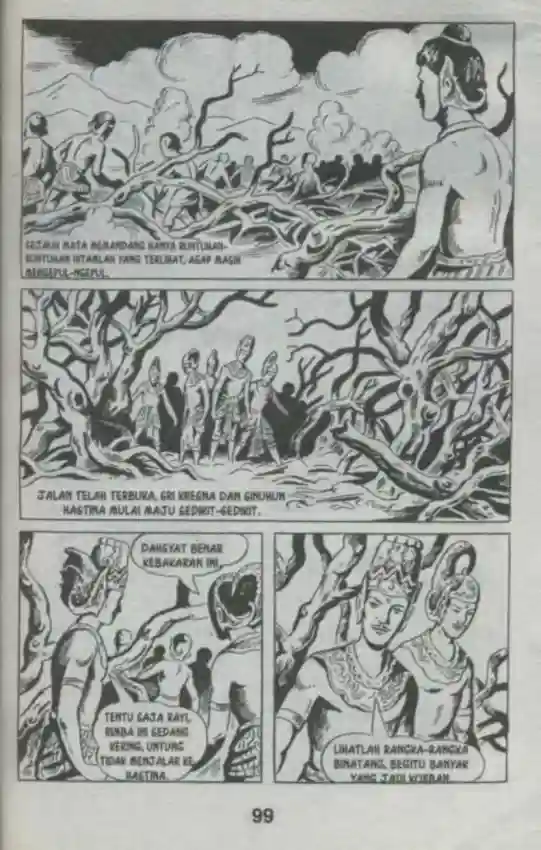 SEJAUH MATA MEMANDANG HANYA RUNTUHAN-
RUNTUHAN HITAMLAH YANG TERLIHAT, ASAP MASIH
MENGEPUL-NGEPUL.
JALAN TELAH TERBUKA, SRI KRESNA DAN SINUHUN
HASTINA MULAI MAJU SEDIKIT-SEDIKIT.
DAHSYAT BENAR
KEBAKARAN INI.
TENTU SAJA RAYI,
RIMBA INI SEDANG
KERING, UNTUNG
TIDAK MENJALAR KE
HASTINA.
LIHATLAH RANGKA-RANGKA
BINATANG, BEGITU BANYAK
YANG JADI KORBAN
99